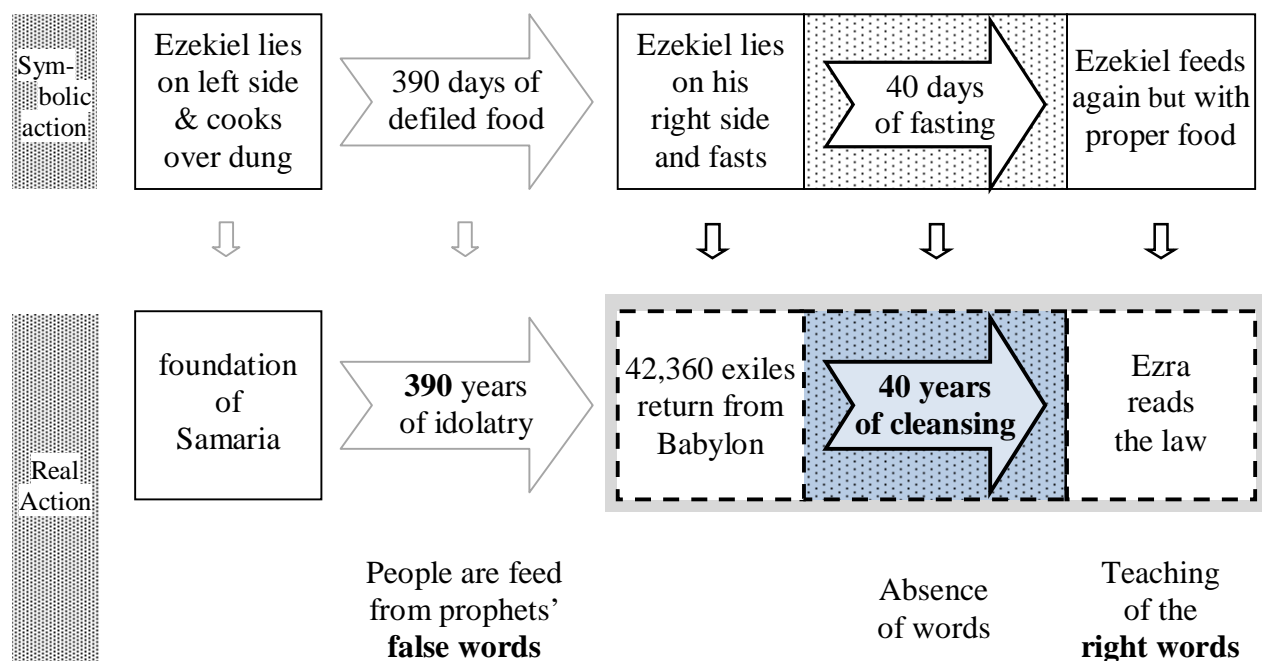 Sym-
bolic
action
Ezekiel lies
on left side
& cooks
over dung
390 days of
defiled food
Ezekiel lies
on his
right side
and fasts
40 days
of fasting
Ezekiel feeds
again but with
proper food
Real
Action
foundation
of
Samaria
390 years
of idolatry
42,360 exiles
return from
Babylon
40 years
of cleansing
Ezra
reads
the law
People are feed
from prophets’
false words
Absence
of words
Teaching
of the
right words